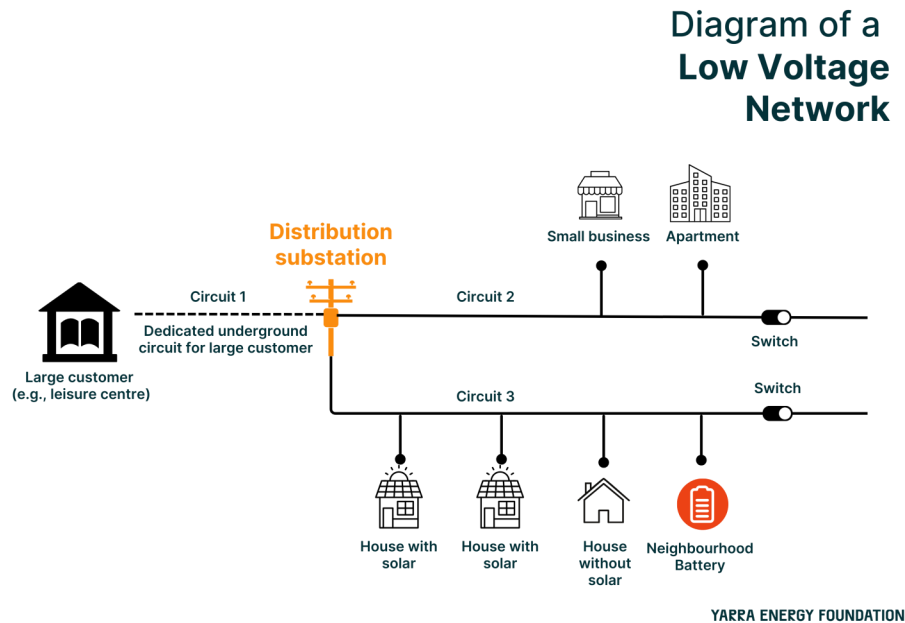 Diagram of a
Low Voltage
Network
Small business
Apartment
Distribution
substation
Circuit 1
Circuit 2
Dedicated underground
circuit for large customer
Switch
Large customer
(e.g., leisure centre)
Switch
Circuit 3
House with
solar
House with
solar
House
without
solar
Neighbourhood
Battery
YARRA ENERGY FOUNDATION